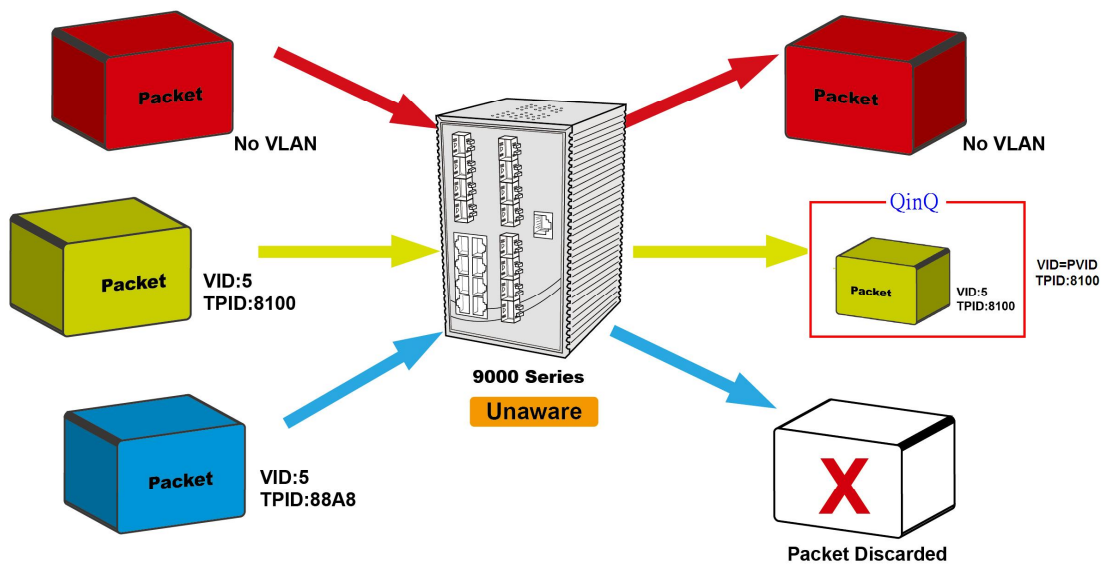 Packet
No VLAN
Packet
VID:5
TPID:8100
Packet
VID:5
TPID:88A8
9000 Series
Unaware
Packet
No VLAN
QinQ
Packet
VID:5
TPID:8100
VID=PVID
TPID:8100
X
Packet Discarded